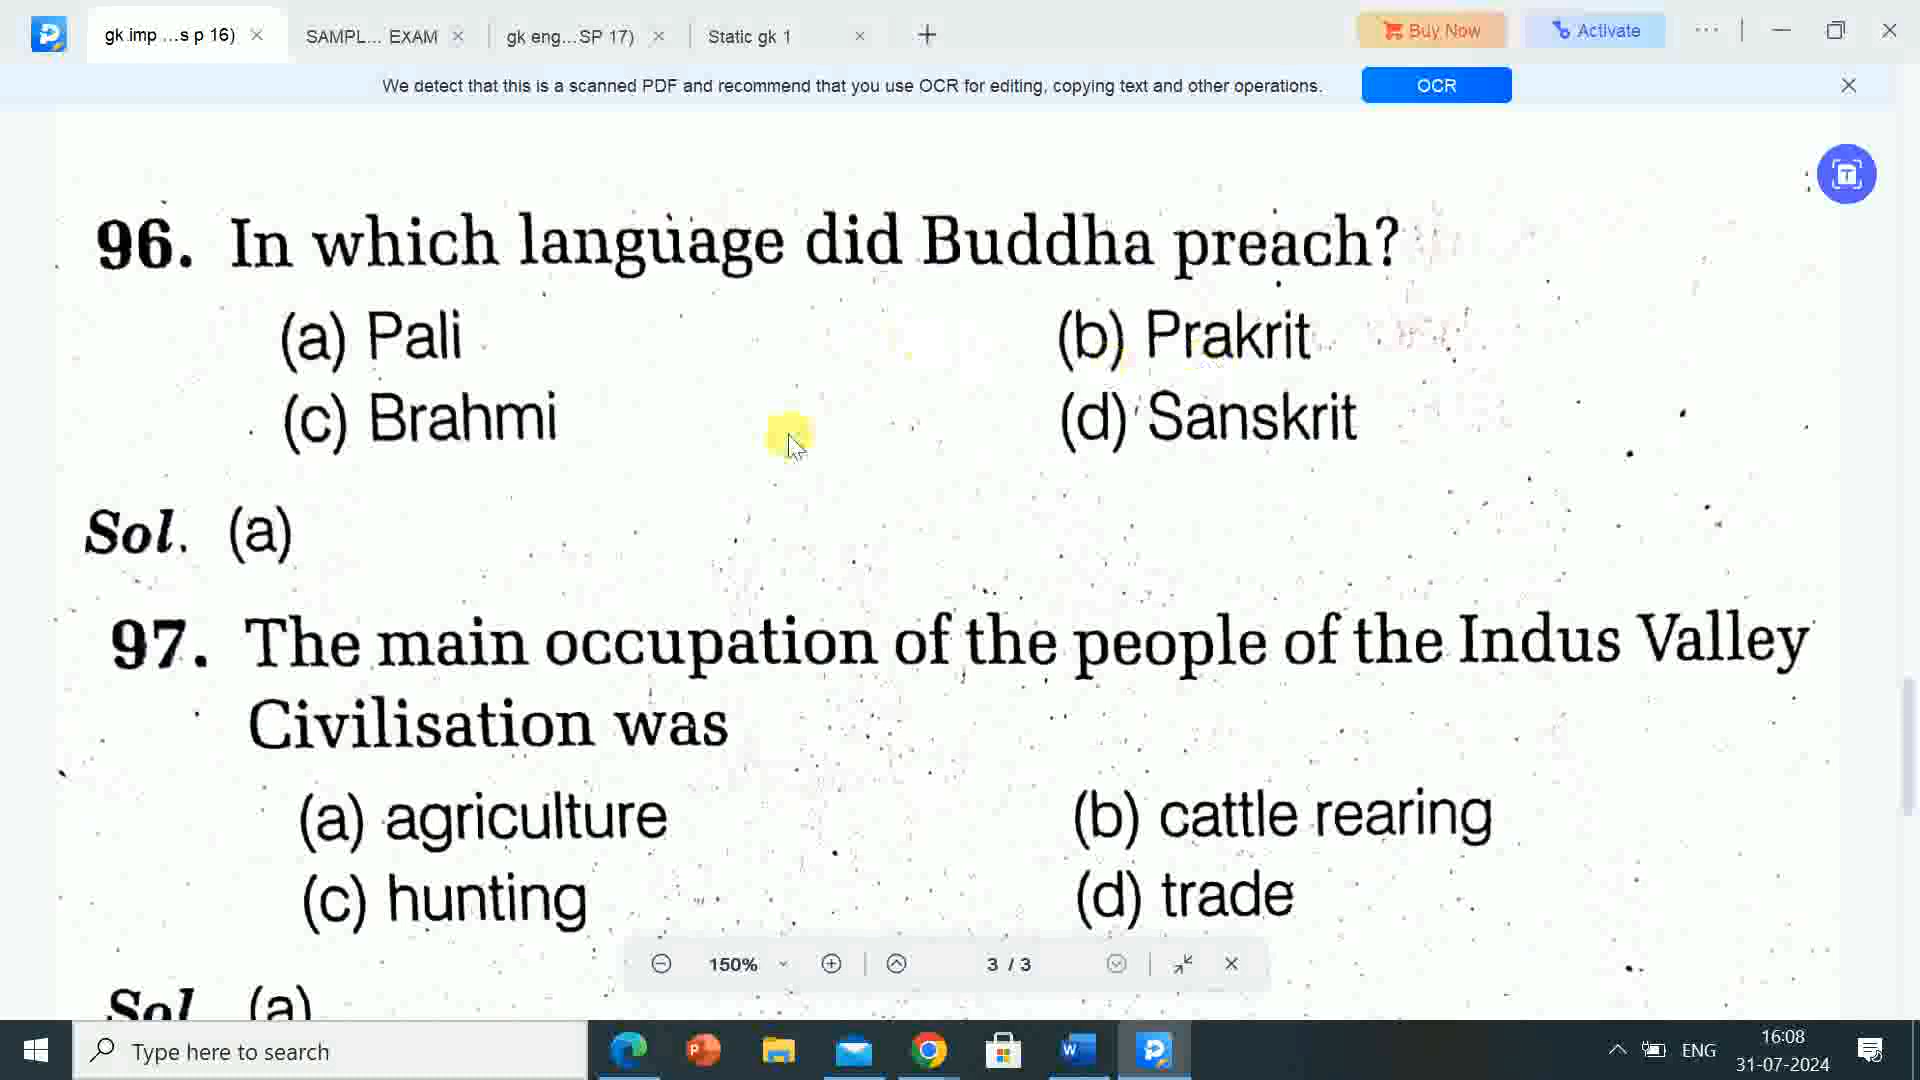 gk imp ...s p 16)
SAMPL... EXAM
gk eng...SP 17)
Static gk 1
Buy Now
Activate
We detect that this is a scanned PDF and recommend that you use OCR for editing, copying text and other operations.
OCR
96. In which language did Buddha preach?
(a) Pali
(b) Prakrit
(c) Brahmi
(d) Sanskrit
Sol. (a)
97. The main occupation of the people of the Indus Valley
Civilisation was
(a) agriculture
(b) cattle rearing
(c) hunting
(d) trade
150%
3 / 3
Sol (a)
Type here to search
ENG
16:08
31-07-2024